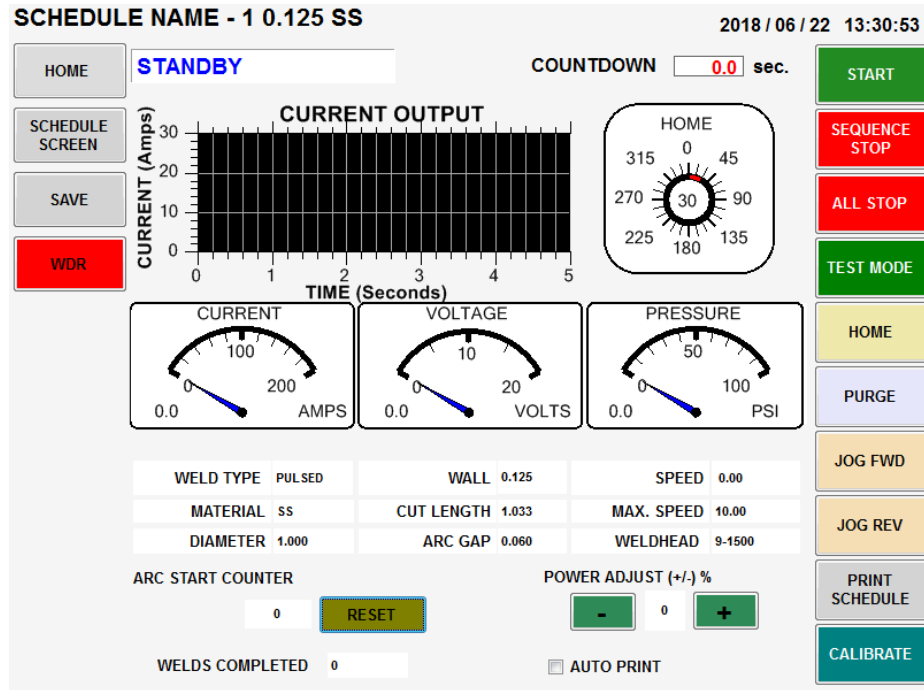 SCHEDULE NAME - 1 0.125 SS
2018 / 06 / 22 13:30:53
HOME
STANDBY
COUNTDOWN 0.0 sec.
START
SCHEDULE
SCREEN
SAVE
WDR
CURRENT OUTPUT
CURRENT (Amps)
30
20
10
0
0 1 2 3 4 5
TIME (Seconds)
HOME
0
315 45
270 30 90
225 135
180
SEQUENCE
STOP
ALL STOP
TEST MODE
HOME
PURGE
JOG FWD
JOG REV
PRINT
SCHEDULE
CALIBRATE
CURRENT
100
0 200
0.0 AMPS
VOLTAGE
10
0 20
0.0 VOLTS
PRESSURE
50
0 100
0.0 PSI
WELD TYPE PULSED WALL 0.125 SPEED 0.00
MATERIAL SS CUT LENGTH 1.033 MAX. SPEED 10.00
DIAMETER 1.000 ARC GAP 0.060 WELDHEAD 9-1500
ARC START COUNTER
0 RESET
POWER ADJUST (+/-) %
- 0 +
WELDS COMPLETED 0
AUTO PRINT